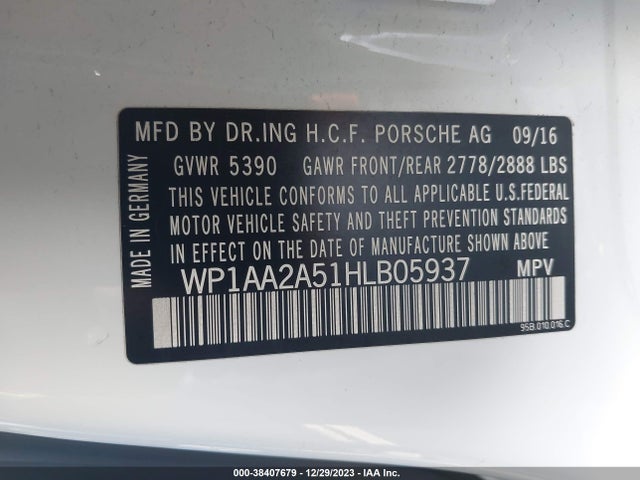 MFD BY DR.ING H.C.F. PORSCHE AG 09/16
GVWR 5390 GAWR FRONT/REAR 2778/2888 LBS
THIS VEHICLE CONFORMS TO ALL APPLICABLE U.S.FEDERAL
MOTOR VEHICLE SAFETY AND THEFT PREVENTION STANDARDS
IN EFFECT ON THE DATE OF MANUFACTURE SHOWN ABOVE
WP1AA2A51HLB05937 MPV
MADE IN GERMANY
95B.010.016.C
000-38407679 | 12/29/2023 | IAA Inc.